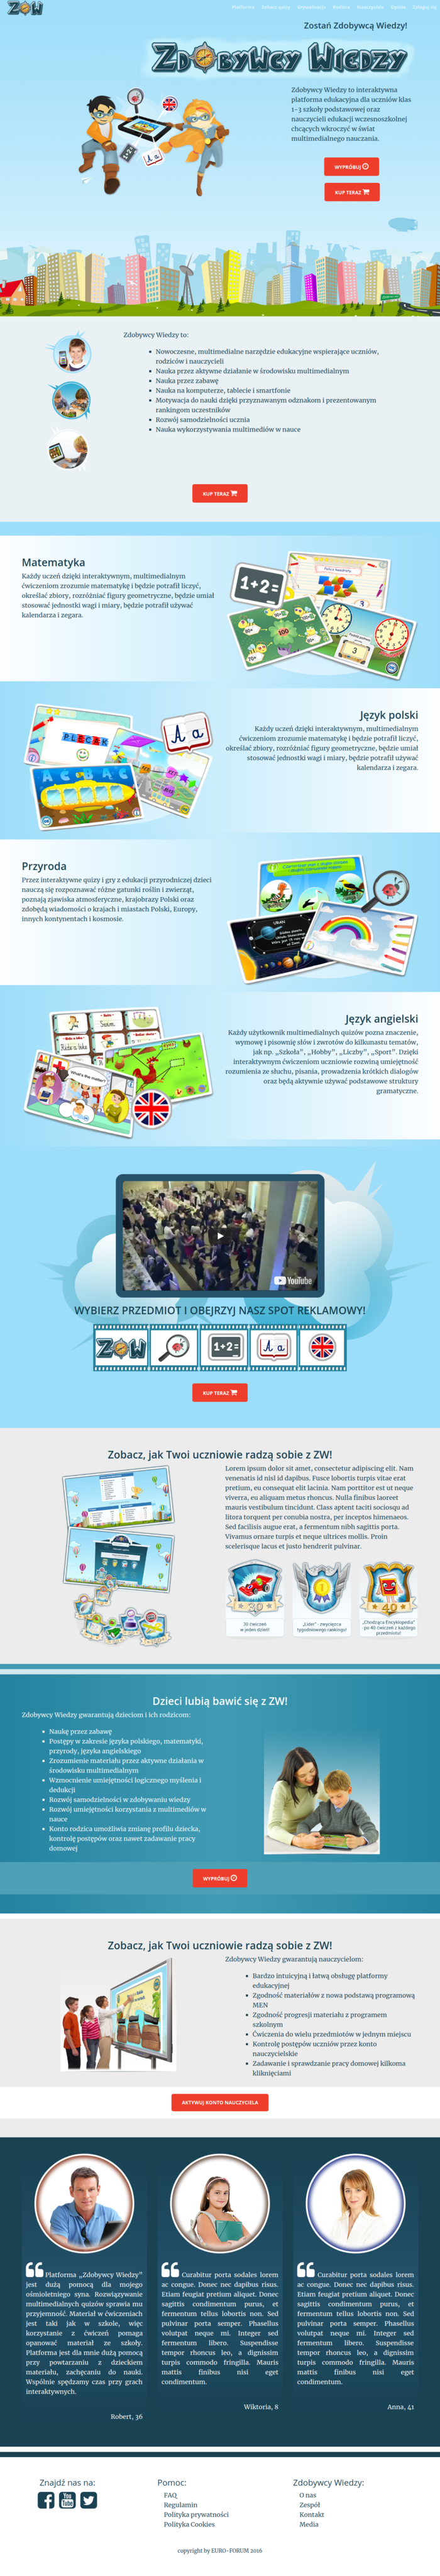 ZDOBYWCY WIEDZY
Zostań Zdobywcą Wiedzy!
Zdobywcy Wiedzy to interaktywna
platforma edukacyjna dla uczniów klas
1-3 szkoły podstawowej oraz
nauczycieli edukacji wczesnoszkolnej
chcących wkroczyć w świat
multimedialnego nauczania.
WYPRÓBUJ
KUP TERAZ
Zdobywcy Wiedzy to:
Nowoczesne, multimedialne narzędzie edukacyjne wspierające uczniów,
rodziców i nauczycieli
Nauka przez aktywne działanie w środowisku multimedialnym
Nauka przez zabawę
Nauka na komputerze, tablecie i smartfonie
Motywacja do nauki dzięki przyznawanym odznakom i prezentowanym
rankingom uczestników
Rozwój samodzielności ucznia
Nauka wykorzystywania multimediów w nauce
KUP TERAZ
Matematyka
Każdy uczeń dzięki interaktywnym, multimedialnym
ćwiczeniom zrozumie matematykę i będzie potrafił liczyć,
określać zbiory, rozróżniać figury geometryczne, będzie umiał
stosować jednostki wagi i miary, będzie potrafił używać
kalendarza i zegara.
1+2=
Język polski
Każdy uczeń dzięki interaktywnym, multimedialnym
ćwiczeniom zrozumie matematykę i będzie potrafił liczyć,
określać zbiory, rozróżniać figury geometryczne, będzie umiał
stosować jednostki wagi i miary, będzie potrafił używać
kalendarza i zegara.
PLECAK
A a
Przyroda
Przez interaktywne quizy i gry z edukacji przyrodniczej dzieci
nauczą się rozpoznawać różne gatunki roślin i zwierząt,
poznają zjawiska atmosferyczne, krajobrazy Polski oraz
zdobędą wiadomości o krajach i miastach Polski, Europy,
innych kontynentach i kosmosie.
Język angielski
Każdy użytkownik multimedialnych quizów pozna znaczenie,
wymowę i pisownię słów i zwrotów do kilkunastu tematów,
jak np. „Szkoła”, „Hobby”, „Liczby”, „Sport”. Dzięki
interaktywnym ćwiczeniom uczniowie rozwiną umiejętność
rozumienia ze słuchu, pisania, prowadzenia krótkich dialogów
oraz będą aktywnie używać podstawowe struktury
gramatyczne.
YouTube
WYBIERZ PRZEDMIOT I OBEJRZYJ NASZ SPOT REKLAMOWY!
ZOW 1+2= A a
KUP TERAZ
Zobacz, jak Twoi uczniowie radzą sobie z ZW!
Lorem ipsum dolor sit amet, consectetur adipiscing elit. Nam
venenatis id nisl id dapibus. Fusce lobortis turpis vitae erat
pretium, eu consequat elit lacinia. Nam porttitor est ut neque
viverra, eu aliquam metus rhoncus. Nulla finibus laoreet
mauris vestibulum tincidunt. Class aptent taciti sociosqu ad
litora torquent per conubia nostra, per inceptos himenaeos.
Sed facilisis augue erat, a fermentum nibh sagittis porta.
Vivamus ornare turpis et neque ultrices mollis. Proin
scelerisque lacus et justo hendrerit pulvinar.
30 ćwiczeń
w jeden dzień!
„Lider” - zwycięzca
tygodniowego rankingu!
„Chodząca Encyklopedia”
po 40 ćwiczeń z każdego
przedmiotu!
Dzieci lubią bawić się z ZW!
Zdobywcy Wiedzy gwarantują dzieciom i ich rodzicom:
Naukę przez zabawę
Postępy w zakresie języka polskiego, matematyki,
przyrody, języka angielskiego
Zrozumienie materiału przez aktywne działania w
środowisku multimedialnym
Wzmocnienie umiejętności logicznego myślenia i
dedukcji
Rozwój samodzielności w zdobywaniu wiedzy
Rozwój umiejętności korzystania z multimediów w
nauce
Konto rodzica umożliwia zmianę profilu dziecka,
kontrolę postępów oraz nawet zadawanie pracy
domowej
WYPRÓBUJ
Zobacz, jak Twoi uczniowie radzą sobie z ZW!
Zdobywcy Wiedzy gwarantują nauczycielom:
Bardzo intuicyjną i łatwą obsługę platformy
edukacyjnej
Zgodność materiałów z nowa podstawą programową
MEN
Zgodność progresji materiału z programem
szkolnym
Ćwiczenia do wielu przedmiotów w jednym miejscu
Kontrolę postępów uczniów przez konto
nauczycielskie
Zadawanie i sprawdzanie pracy domowej kilkoma
kliknięciami
AKTYWUJ KONTO NAUCZYCIELA
Platforma „Zdobywcy Wiedzy”
jest dużą pomocą dla mojego
ośmioletniego syna. Rozwiązywanie
multimedialnych quizów sprawia mu
przyjemność. Materiał w ćwiczeniach
jest taki jak w szkole, więc
korzystanie z ćwiczeń pomaga
opanować materiał ze szkoły.
Platforma jest dla mnie dużą pomocą
przy powtarzaniu z dzieckiem
materiału, zachęcaniu do nauki.
Wspólnie spędzamy czas przy grach
interaktywnych.
Robert, 36
Curabitur porta sodales lorem
ac congue. Donec nec dapibus risus.
Etiam feugiat pretium aliquet. Donec
sagittis condimentum purus, et
fermentum tellus lobortis non. Sed
pulvinar porta semper. Phasellus
volutpat neque mi. Integer sed
fermentum libero. Suspendisse
tempor rhoncus leo, a dignissim
turpis commodo fringilla. Mauris
mattis finibus nisi eget
condimentum.
Wiktoria, 8
Curabitur porta sodales lorem
ac congue. Donec nec dapibus risus.
Etiam feugiat pretium aliquet. Donec
sagittis condimentum purus, et
fermentum tellus lobortis non. Sed
pulvinar porta semper. Phasellus
volutpat neque mi. Integer sed
fermentum libero. Suspendisse
tempor rhoncus leo, a dignissim
turpis commodo fringilla. Mauris
mattis finibus nisi eget
condimentum.
Anna, 41
Znajdź nas na:
You Tube
Pomoc:
FAQ
Regulamin
Polityka prywatności
Polityka Cookies
Zdobywcy Wiedzy:
O nas
Zespół
Kontakt
Media
copyright by EURO-FORUM 2016